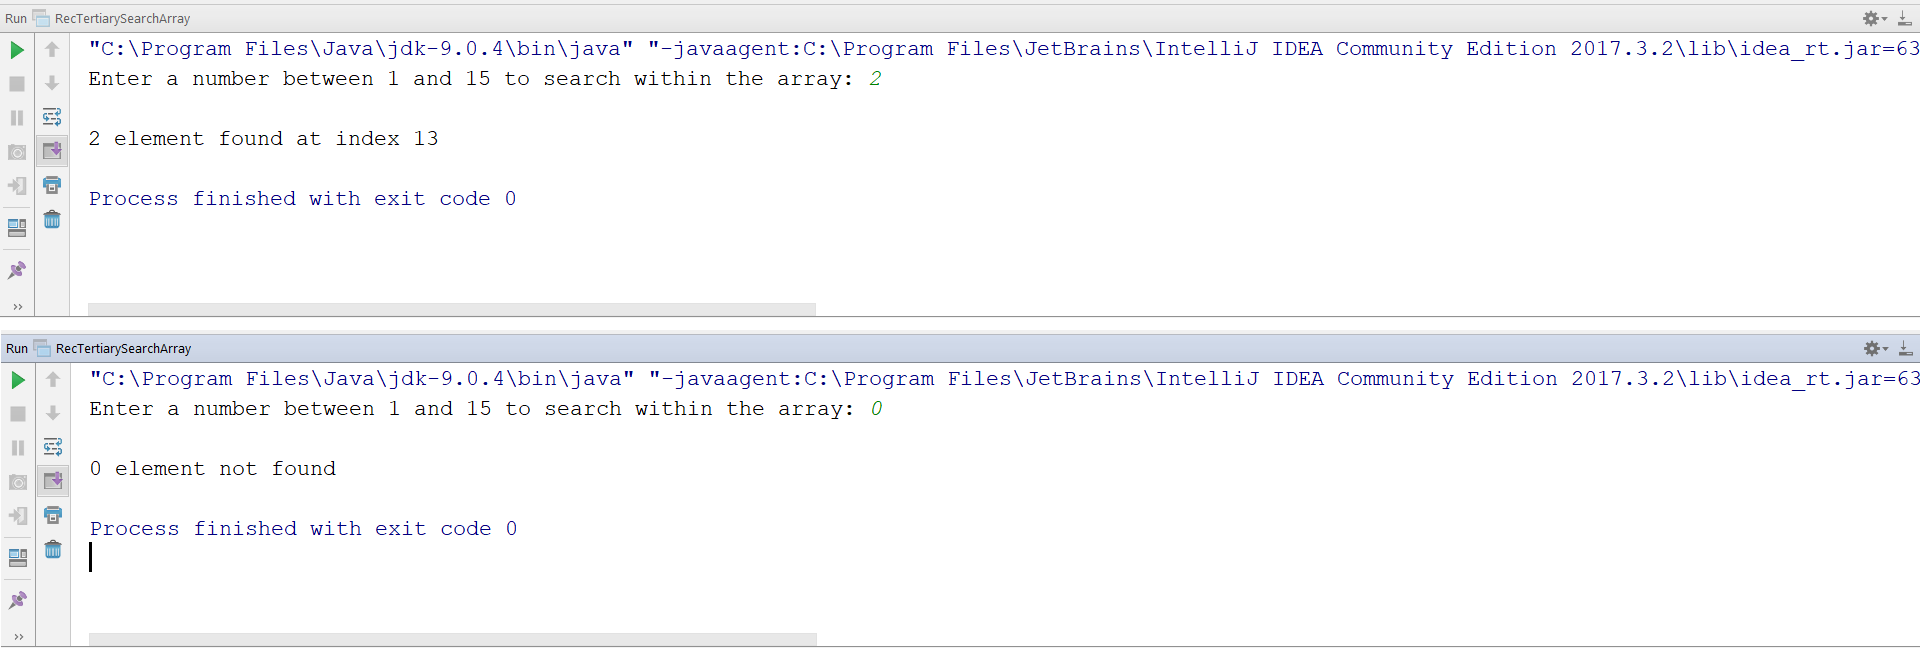 Run RecTertiarySearchArray
"C:\Program Files\Java\jdk-9.0.4\bin\java" "-javaagent:C:\Program Files\JetBrains\IntelliJ IDEA Community Edition 2017.3.2\lib\idea_rt.jar=63
Enter a number between 1 and 15 to search within the array: 2
2 element found at index 13
Process finished with exit code 0
Run RecTertiarySearchArray
"C:\Program Files\Java\jdk-9.0.4\bin\java" "-javaagent:C:\Program Files\JetBrains\IntelliJ IDEA Community Edition 2017.3.2\lib\idea_rt.jar=63
Enter a number between 1 and 15 to search within the array: 0
0 element not found
Process finished with exit code 0